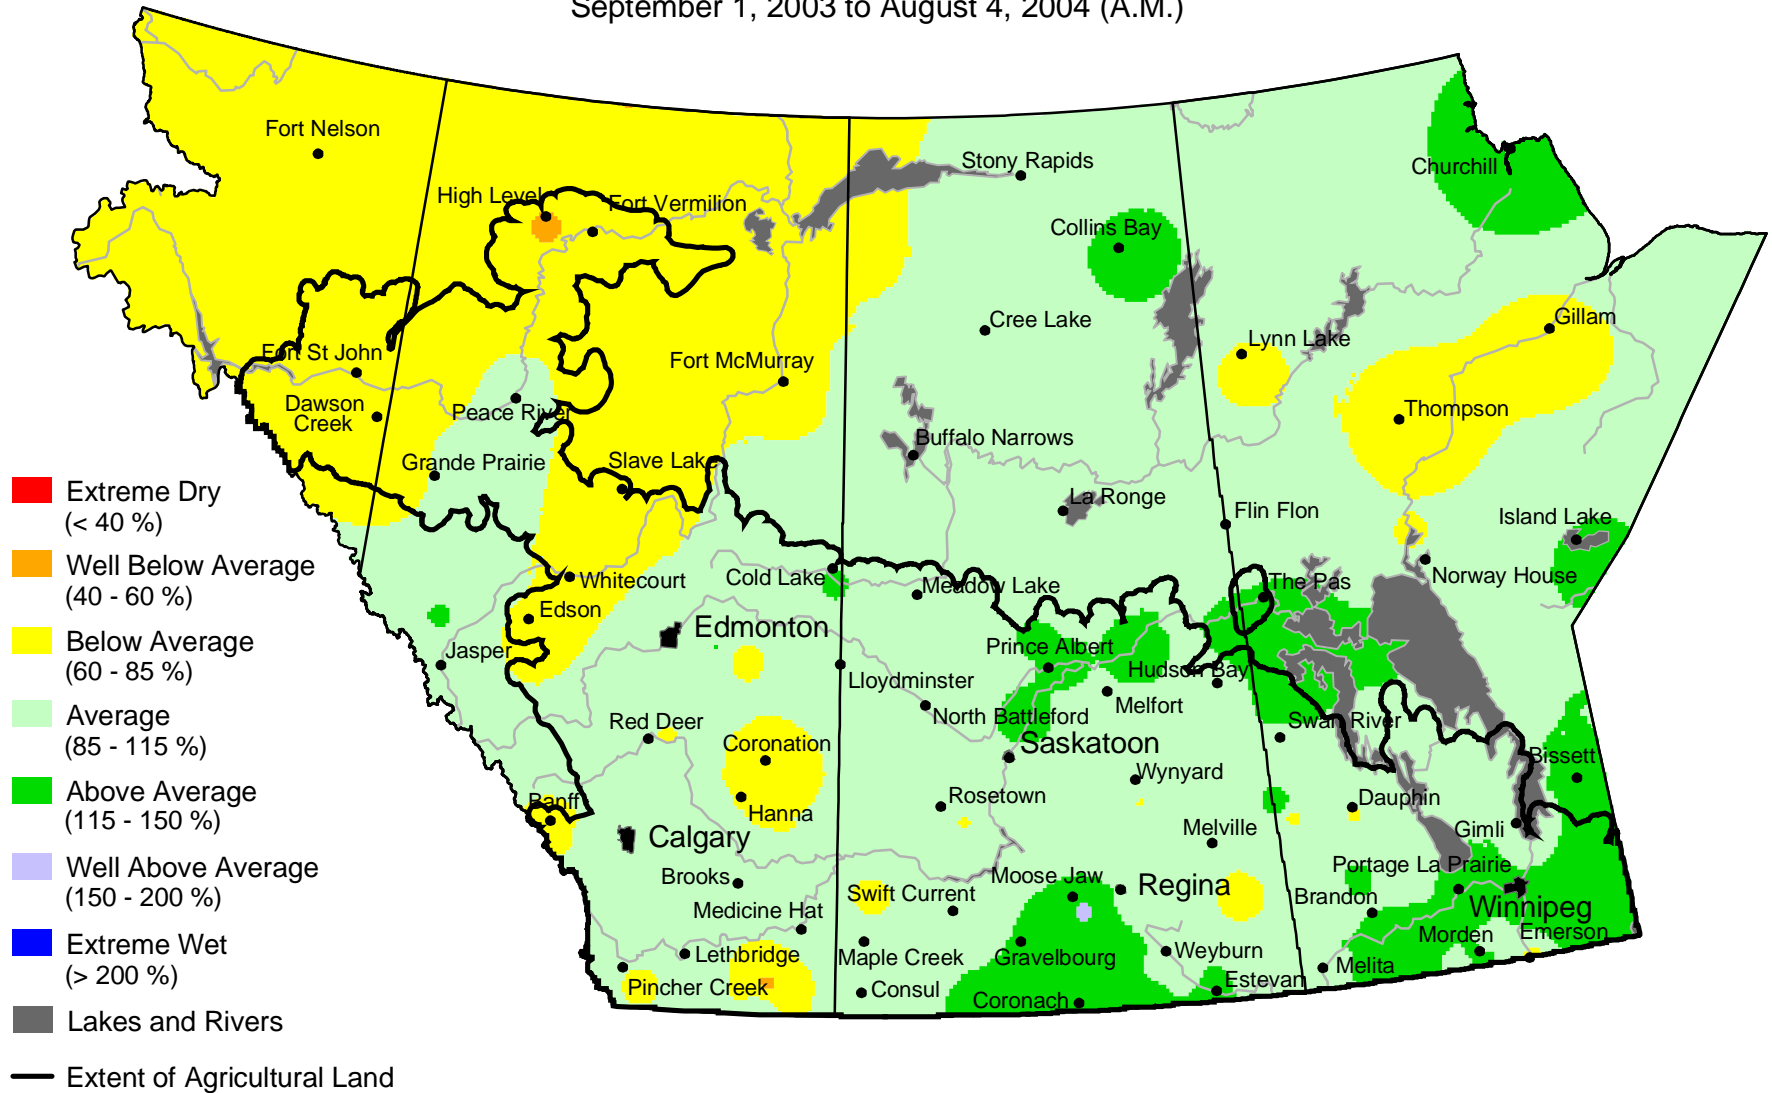 September 1, 2003 to August 4, 2004 (A.M.)
Fort Nelson
Stony Rapids
Churchill
High Level
Fort Vermilion
Collins Bay
Cree Lake
Gillam
Lynn Lake
Fort St John
Fort McMurray
Dawson
Creek
Peace River
Thompson
Buffalo Narrows
Grande Prairie
Slave Lake
La Ronge
Flin Flon
Island Lake
Whitecourt
Cold Lake
Meadow Lake
The Pas
Norway House
Edson
Edmonton
Jasper
Prince Albert
Hudson Bay
Lloydminster
North Battleford
Melfort
Red Deer
Swan River
Coronation
Saskatoon
Bissett
Wynyard
Banff
Hanna
Rosetown
Dauphin
Calgary
Melville
Gimli
Brooks
Swift Current
Moose Jaw
Regina
Portage La Prairie
Brandon
Medicine Hat
Winnipeg
Lethbridge
Maple Creek
Gravelbourg
Weyburn
Morden
Emerson
Pincher Creek
Consul
Coronach
Estevan
Melita
Extreme Dry
(< 40 %)
Well Below Average
(40 - 60 %)
Below Average
(60 - 85 %)
Average
(85 - 115 %)
Above Average
(115 - 150 %)
Well Above Average
(150 - 200 %)
Extreme Wet
(> 200 %)
Lakes and Rivers
Extent of Agricultural Land